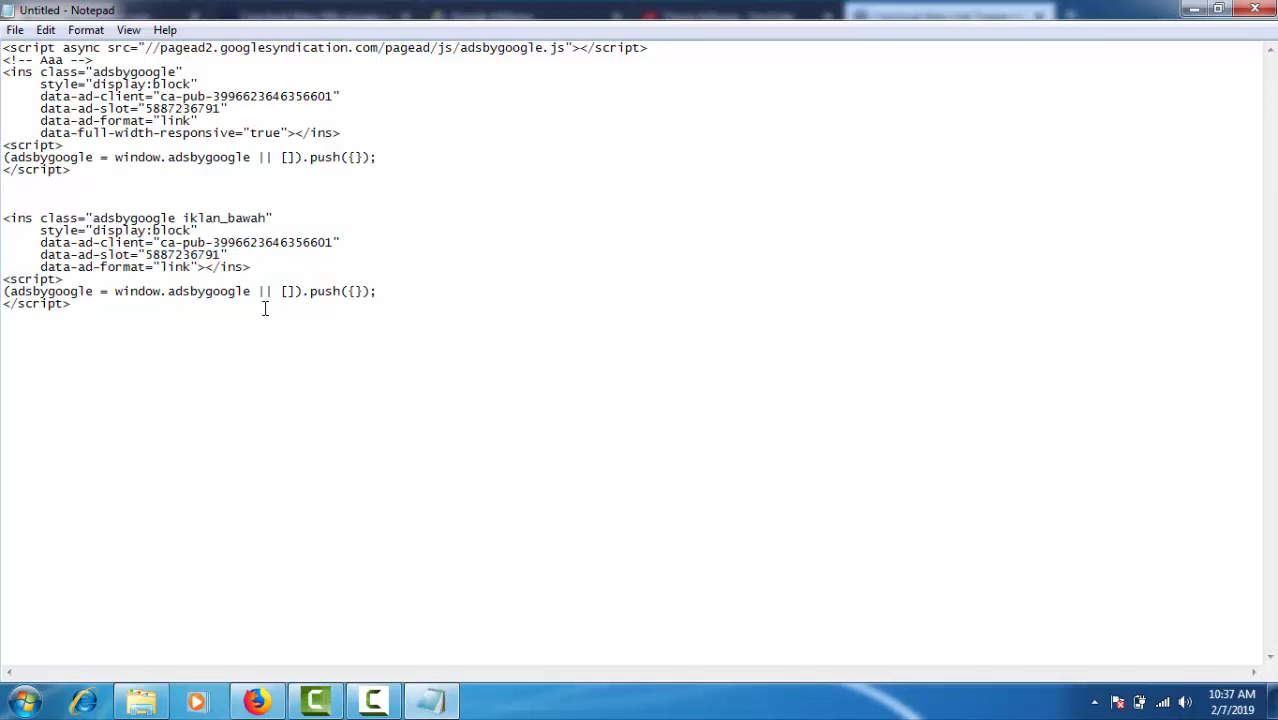 Untitled - Notepad
File Edit Format View Help
<script async src="//pagead2.googlesyndication.com/pagead/js/adsbygoogle.js"></script>
<!-- Aaa -->
<ins class="adsbygoogle"
     style="display:block"
     data-ad-client="ca-pub-3996623646356601"
     data-ad-slot="5887236791"
     data-ad-format="link"
     data-full-width-responsive="true"></ins>
<script>
(adsbygoogle = window.adsbygoogle || []).push({});
</script>
<ins class="adsbygoogle iklan_bawah"
     style="display:block"
     data-ad-client="ca-pub-3996623646356601"
     data-ad-slot="5887236791"
     data-ad-format="link"></ins>
<script>
(adsbygoogle = window.adsbygoogle || []).push({});
</script>
10:37 AM
2/7/2019